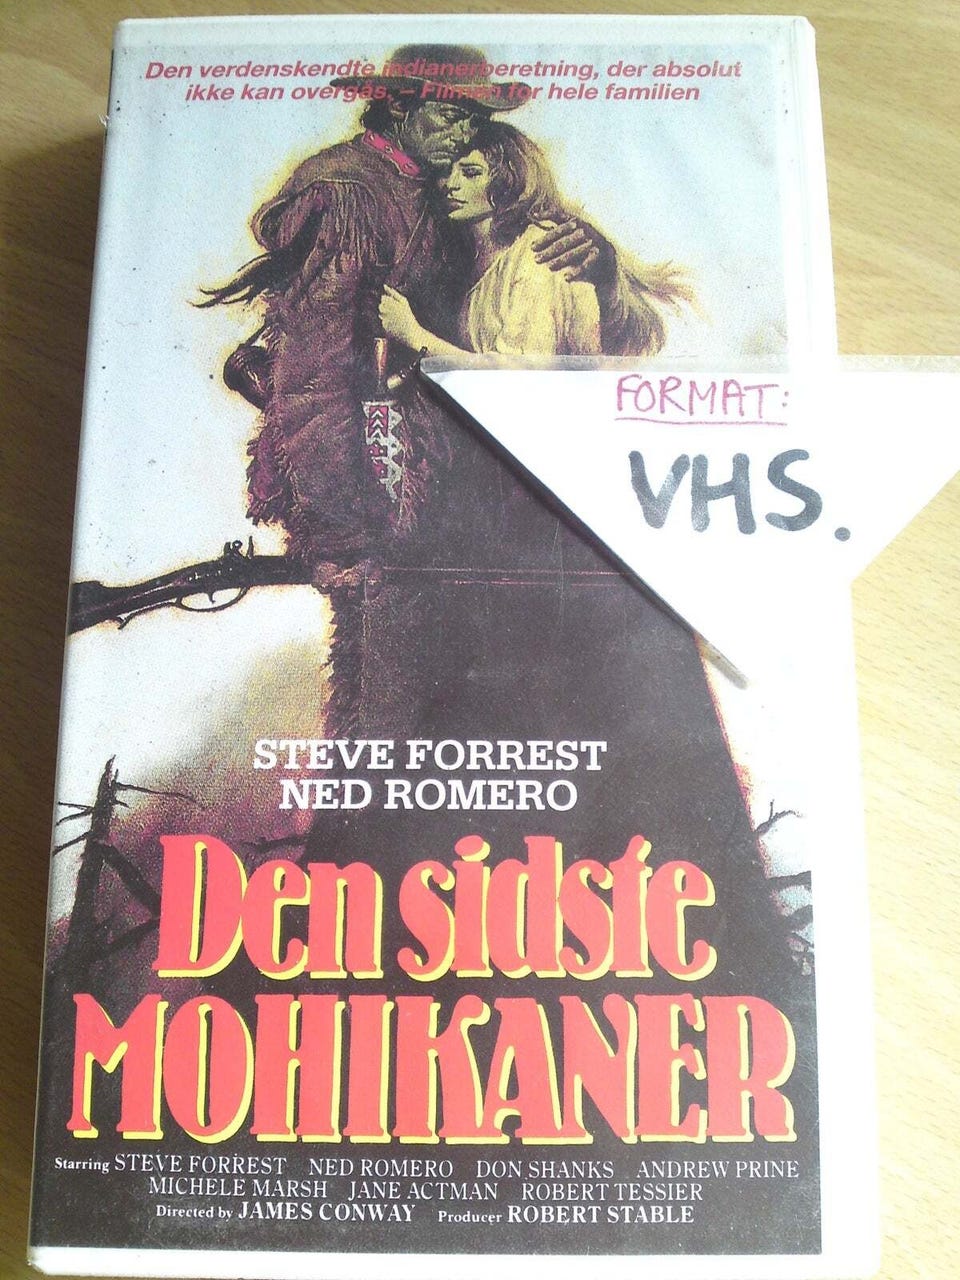 Den verdenskendte indianerberetning, der absolut
ikke kan overgås. – Filmen for hele familien
FORMAT:
VHS.
STEVE FORREST
NED ROMERO
Den sidste
MOHIKANER
Starring STEVE FORREST NED ROMERO DON SHANKS ANDREW PRINE
MICHELE MARSH JANE ACTMAN ROBERT TESSIER
Directed by JAMES CONWAY Producer ROBERT STABLE